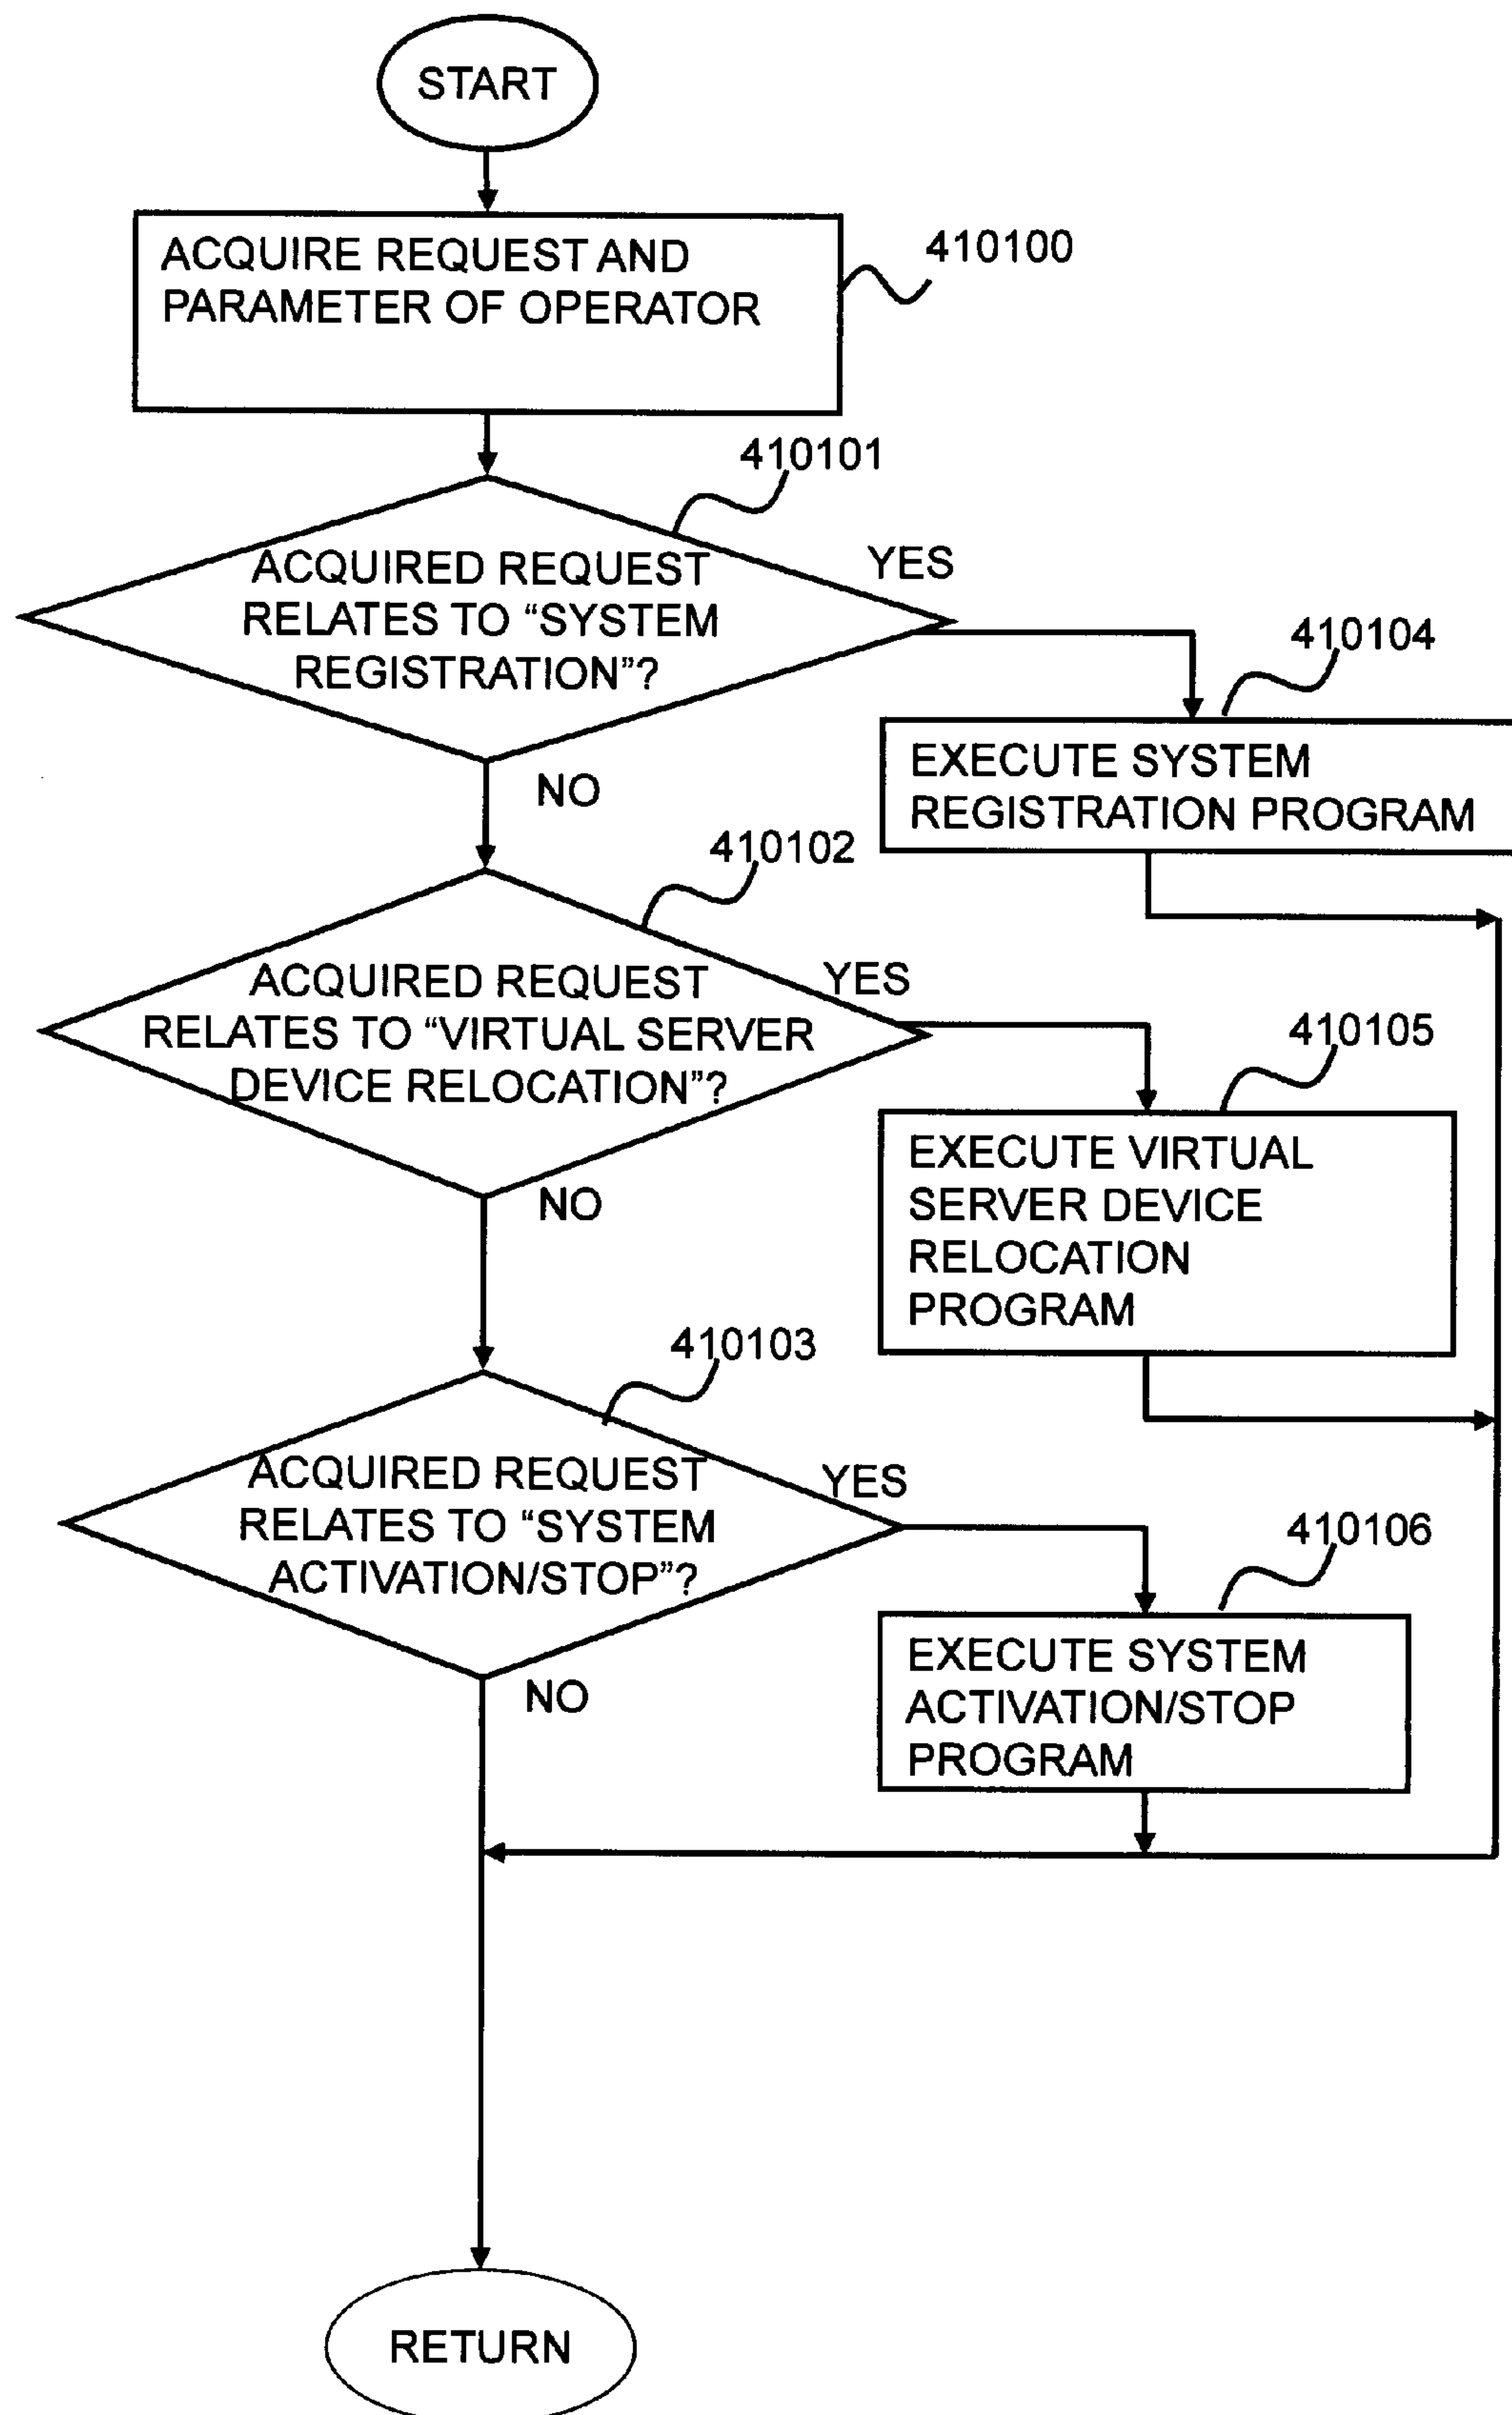 START
ACQUIRE REQUEST AND
PARAMETER OF OPERATOR
410100
410101
ACQUIRED REQUEST
RELATES TO “SYSTEM
REGISTRATION”?
YES
NO
410104
EXECUTE SYSTEM
REGISTRATION PROGRAM
410102
ACQUIRED REQUEST
RELATES TO “VIRTUAL SERVER
DEVICE RELOCATION”?
YES
NO
410105
EXECUTE VIRTUAL
SERVER DEVICE
RELOCATION
PROGRAM
410103
ACQUIRED REQUEST
RELATES TO “SYSTEM
ACTIVATION/STOP”?
YES
NO
410106
EXECUTE SYSTEM
ACTIVATION/STOP
PROGRAM
RETURN